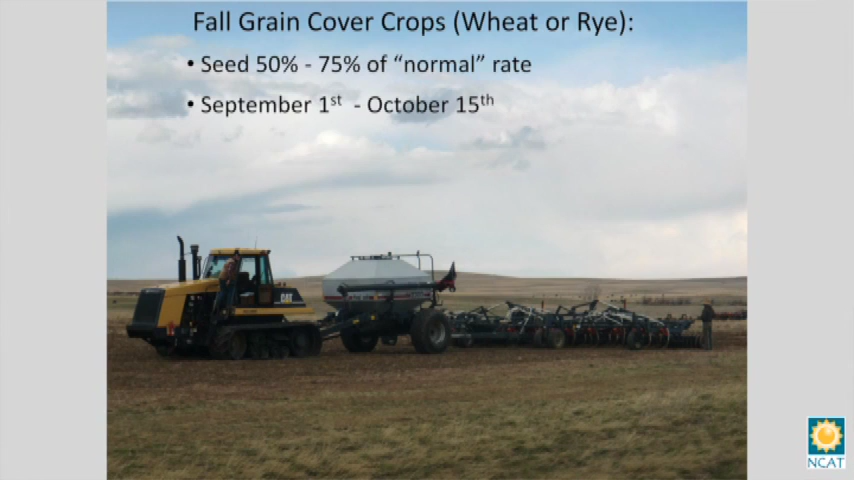 Fall Grain Cover Crops (Wheat or Rye):
• Seed 50% - 75% of “normal” rate
• September 1st - October 15th
CAT
NCAT